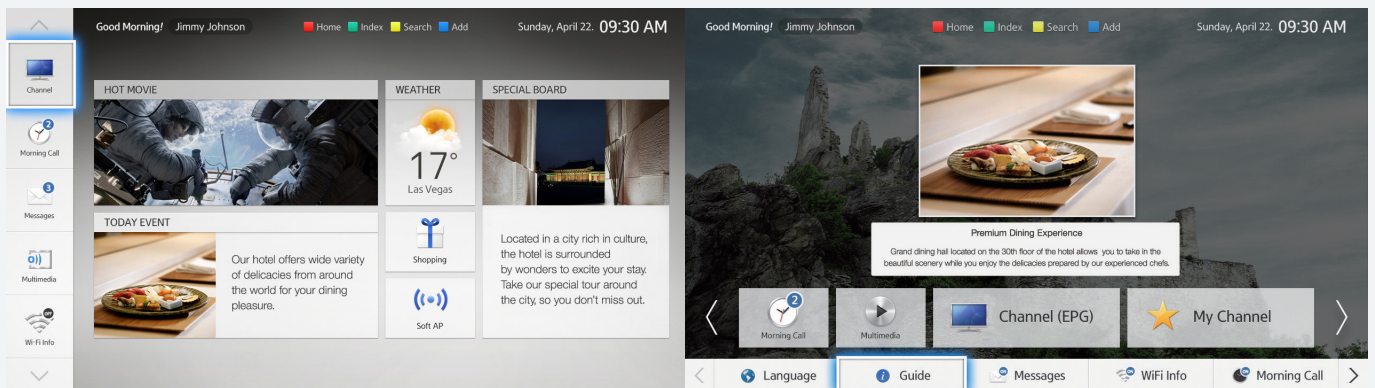 Good Morning! Jimmy Johnson Home Index Search Add Sunday, April 22. 09:30 AM
Channel
2
Morning Call
3
Messages
Multimedia
OFF
Wi-Fi Info
HOT MOVIE
WEATHER
17°
Las Vegas
SPECIAL BOARD
TODAY EVENT
Our hotel offers wide variety
of delicacies from around
the world for your dining
pleasure.
Shopping
Soft AP
Located in a city rich in culture,
the hotel is surrounded
by wonders to excite your stay.
Take our special tour around
the city, so you don't miss out.
Good Morning! Jimmy Johnson Home Index Search Add Sunday, April 22. 09:30 AM
Premium Dining Experience
Grand dining hall located on the 30th floor of the hotel allows you to take in the
beautiful scenery while you enjoy the delicacies prepared by our experienced chefs.
2
Morning Call
Multimedia
Channel (EPG)
My Channel
Language
Guide
ON
Messages
ON
WiFi Info
ON
Morning Call